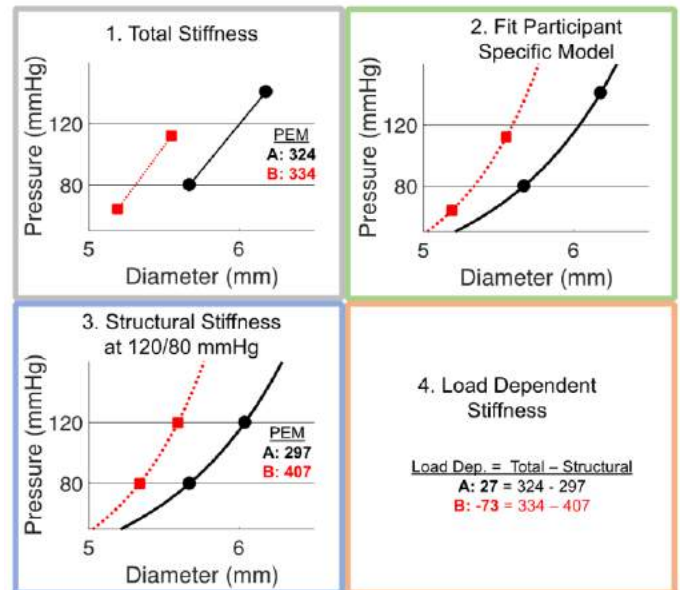 1. Total Stiffness
Pressure (mmHg)
120
80
PEM
A: 324
B: 334
5
6
Diameter (mm)
2. Fit Participant
Specific Model
Pressure (mmHg)
120
80
5
6
Diameter (mm)
3. Structural Stiffness
at 120/80 mmHg
Pressure (mmHg)
120
80
PEM
A: 297
B: 407
5
6
Diameter (mm)
4. Load Dependent
Stiffness
Load Dep. = Total – Structural
A: 27 = 324 - 297
B: -73 = 334 – 407